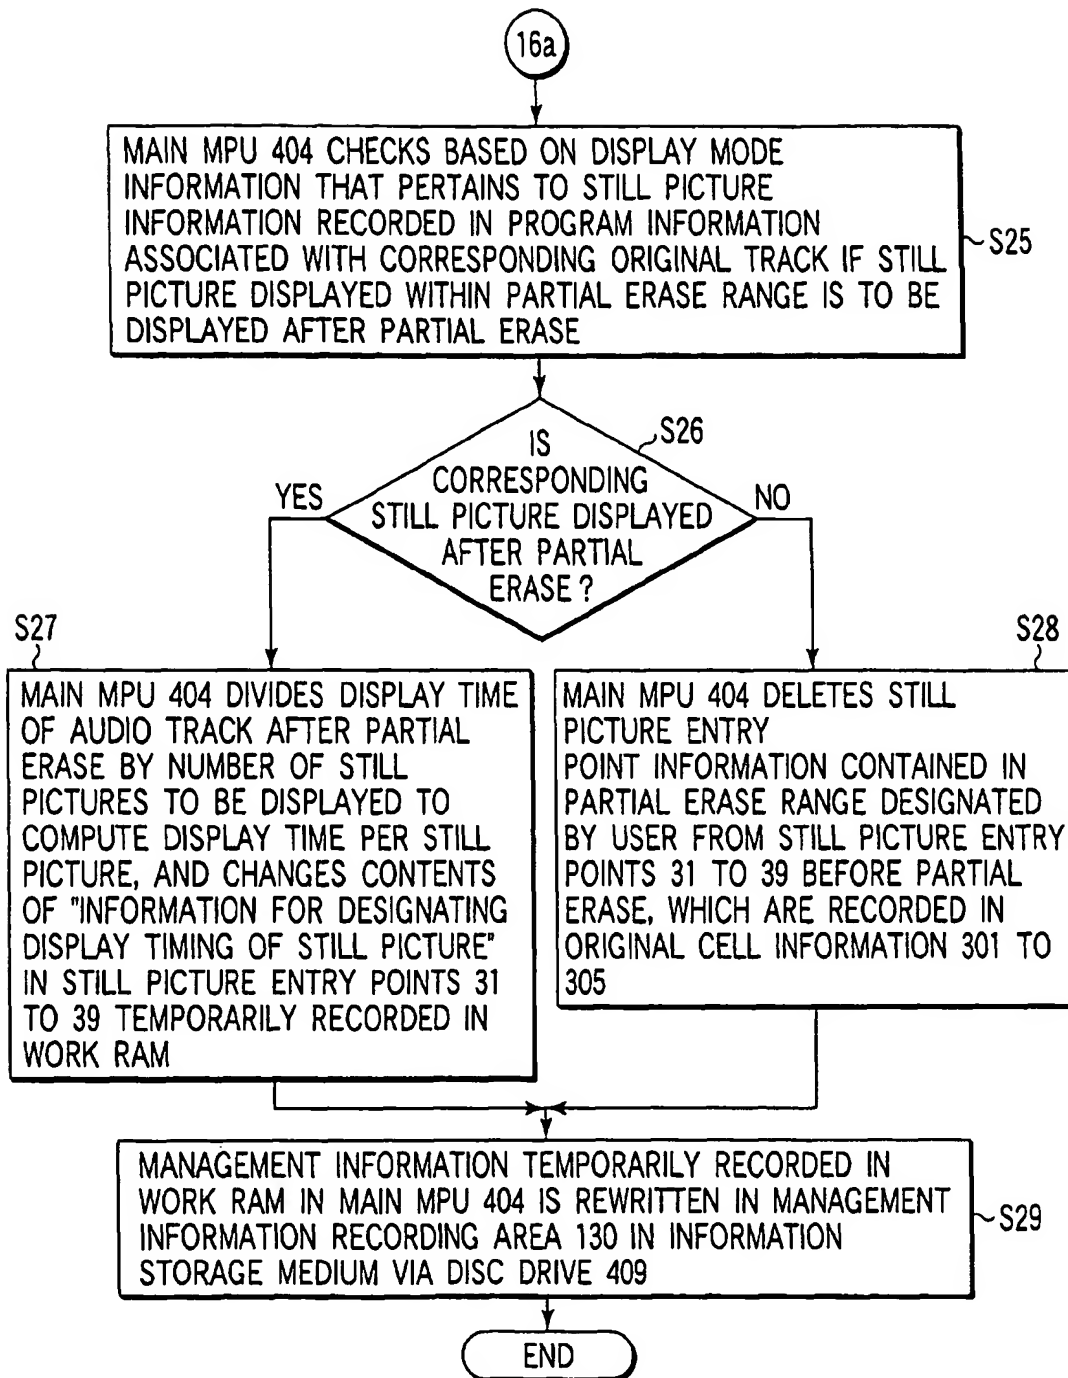 16a
MAIN MPU 404 CHECKS BASED ON DISPLAY MODE
INFORMATION THAT PERTAINS TO STILL PICTURE
INFORMATION RECORDED IN PROGRAM INFORMATION
ASSOCIATED WITH CORRESPONDING ORIGINAL TRACK IF STILL
PICTURE DISPLAYED WITHIN PARTIAL ERASE RANGE IS TO BE
DISPLAYED AFTER PARTIAL ERASE
S25
S26
IS
CORRESPONDING
STILL PICTURE DISPLAYED
AFTER PARTIAL
ERASE?
YES
NO
S27
MAIN MPU 404 DIVIDES DISPLAY TIME
OF AUDIO TRACK AFTER PARTIAL
ERASE BY NUMBER OF STILL
PICTURES TO BE DISPLAYED TO
COMPUTE DISPLAY TIME PER STILL
PICTURE, AND CHANGES CONTENTS
OF "INFORMATION FOR DESIGNATING
DISPLAY TIMING OF STILL PICTURE"
IN STILL PICTURE ENTRY POINTS 31
TO 39 TEMPORARILY RECORDED IN
WORK RAM
S28
MAIN MPU 404 DELETES STILL
PICTURE ENTRY
POINT INFORMATION CONTAINED IN
PARTIAL ERASE RANGE DESIGNATED
BY USER FROM STILL PICTURE ENTRY
POINTS 31 TO 39 BEFORE PARTIAL
ERASE, WHICH ARE RECORDED IN
ORIGINAL CELL INFORMATION 301 TO
305
MANAGEMENT INFORMATION TEMPORARILY RECORDED IN
WORK RAM IN MAIN MPU 404 IS REWRITTEN IN MANAGEMENT
INFORMATION RECORDING AREA 130 IN INFORMATION
STORAGE MEDIUM VIA DISC DRIVE 409
S29
END